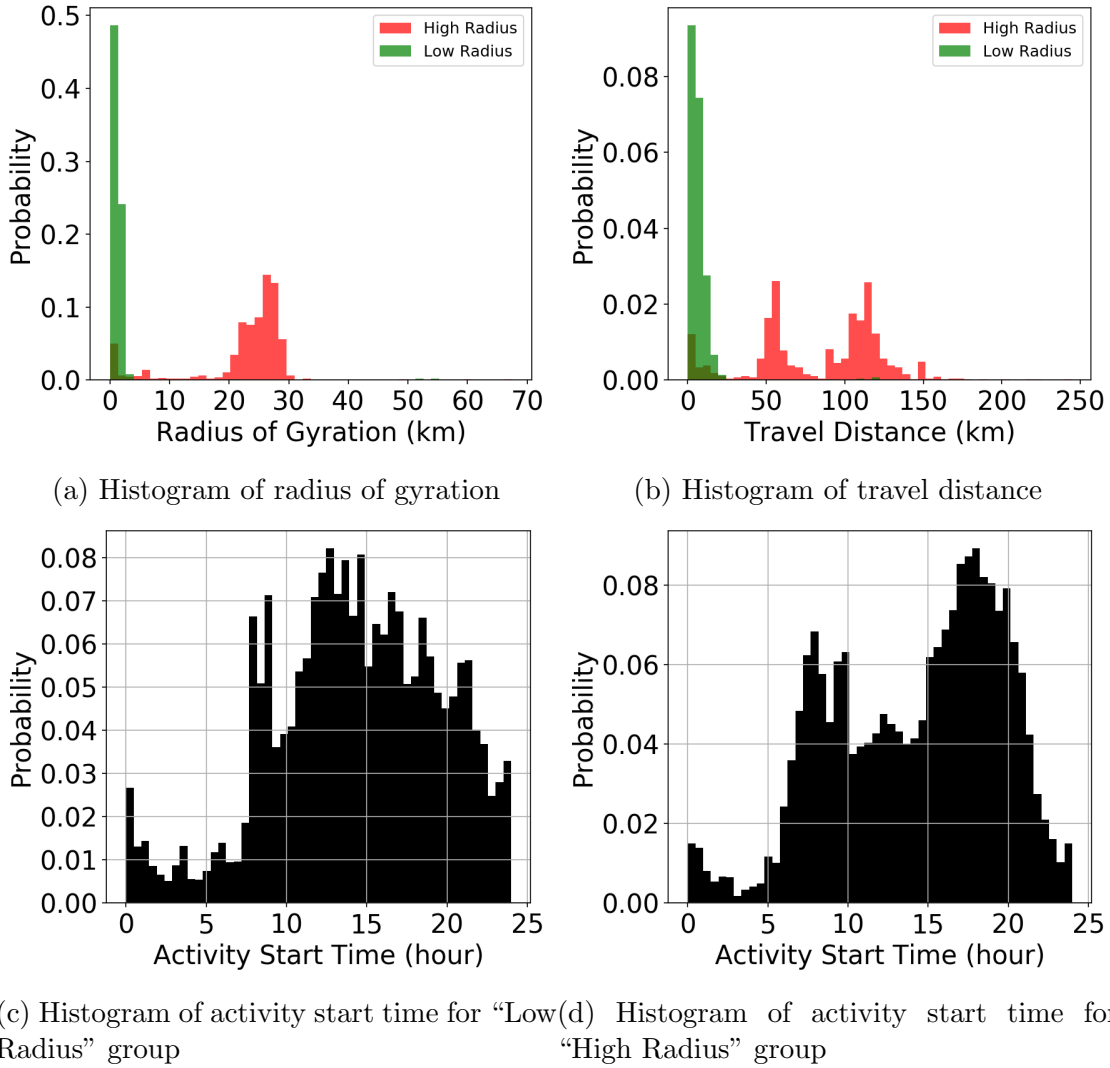 0.5
0.4
0.3
0.2
0.1
0.0
Probability
High Radius
Low Radius
0 10 20 30 40 50 60 70
Radius of Gyration (km)
(a) Histogram of radius of gyration
0.08
0.06
0.04
0.02
0.00
Probability
High Radius
Low Radius
0 50 100 150 200 250
Travel Distance (km)
(b) Histogram of travel distance
0.08
0.07
0.06
0.05
0.04
0.03
0.02
0.01
0.00
Probability
0 5 10 15 20 25
Activity Start Time (hour)
(c) Histogram of activity start time for “Low
Radius” group
0.08
0.06
0.04
0.02
0.00
Probability
0 5 10 15 20 25
Activity Start Time (hour)
(d) Histogram of activity start time for
“High Radius” group